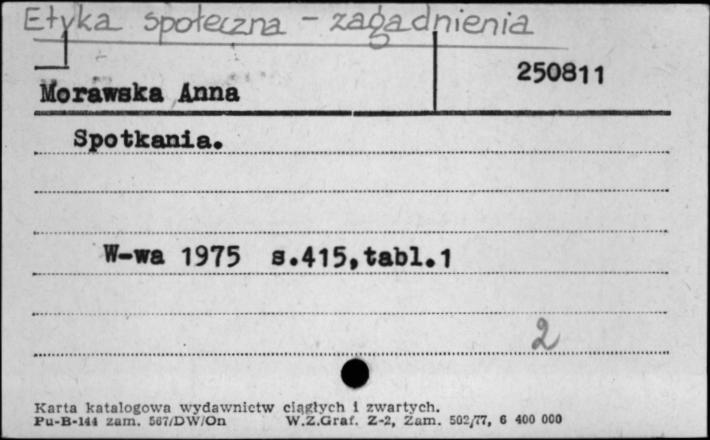 Etyka społeczna - zagadnienia
250811
Morawska Anna
Spotkania.
W-wa 1975 s.415,tabl.1
2
Karta katalogowa wydawnictw ciągłych i zwartych.
Pu-B-144 zam. 567/DW/On W.Z.Graf. Z-2, Zam. 502/77, 6 400 000